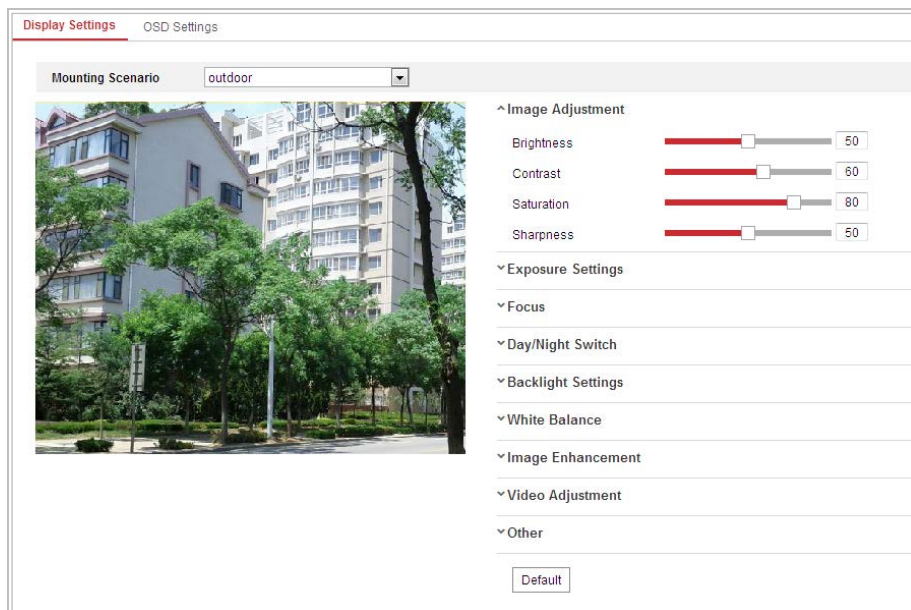 Display Settings OSD Settings
Mounting Scenario outdoor
Image Adjustment
Brightness 50
Contrast 60
Saturation 80
Sharpness 50
Exposure Settings
Focus
Day/Night Switch
Backlight Settings
White Balance
Image Enhancement
Video Adjustment
Other
Default